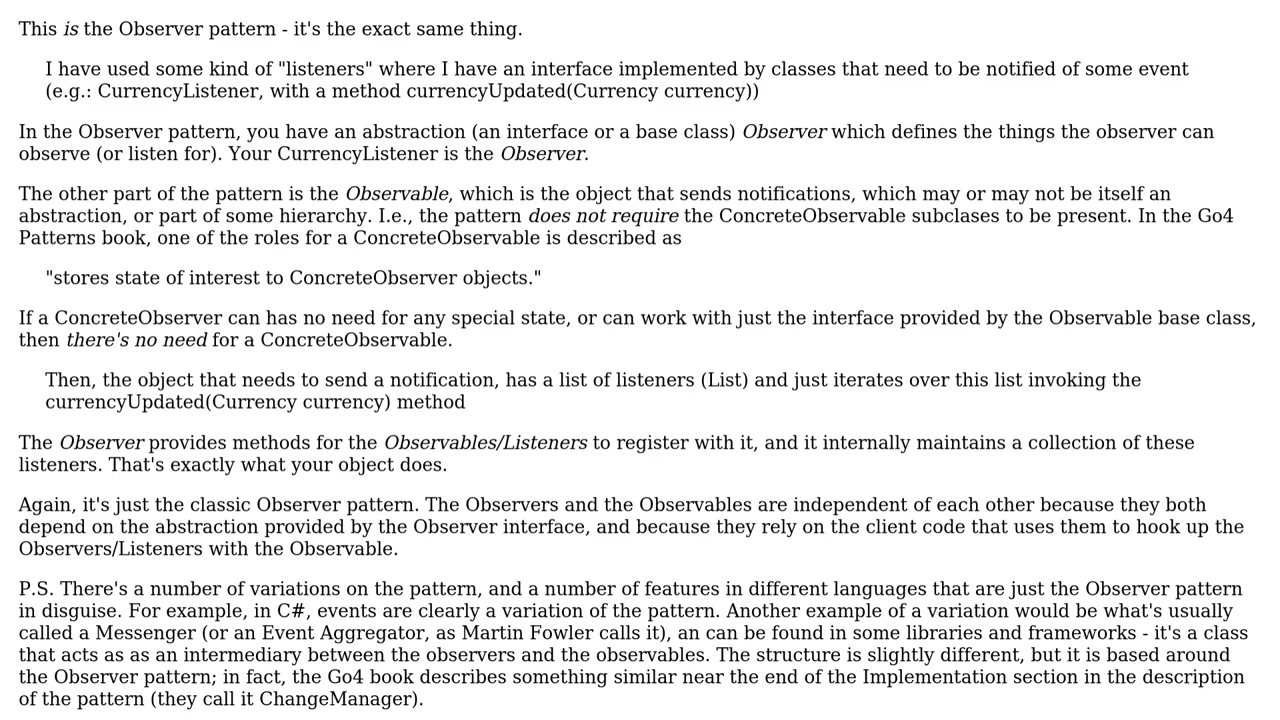 This is the Observer pattern - it's the exact same thing.
I have used some kind of "listeners" where I have an interface implemented by classes that need to be notified of some event
(e.g.: CurrencyListener, with a method currencyUpdated(Currency currency))
In the Observer pattern, you have an abstraction (an interface or a base class) Observer which defines the things the observer can
observe (or listen for). Your CurrencyListener is the Observer.
The other part of the pattern is the Observable, which is the object that sends notifications, which may or may not be itself an
abstraction, or part of some hierarchy. I.e., the pattern does not require the ConcreteObservable subclases to be present. In the Go4
Patterns book, one of the roles for a ConcreteObservable is described as
"stores state of interest to ConcreteObserver objects."
If a ConcreteObserver can has no need for any special state, or can work with just the interface provided by the Observable base class,
then there's no need for a ConcreteObservable.
Then, the object that needs to send a notification, has a list of listeners (List) and just iterates over this list invoking the
currencyUpdated(Currency currency) method
The Observer provides methods for the Observables/Listeners to register with it, and it internally maintains a collection of these
listeners. That's exactly what your object does.
Again, it's just the classic Observer pattern. The Observers and the Observables are independent of each other because they both
depend on the abstraction provided by the Observer interface, and because they rely on the client code that uses them to hook up the
Observers/Listeners with the Observable.
P.S. There's a number of variations on the pattern, and a number of features in different languages that are just the Observer pattern
in disguise. For example, in C#, events are clearly a variation of the pattern. Another example of a variation would be what's usually
called a Messenger (or an Event Aggregator, as Martin Fowler calls it), an can be found in some libraries and frameworks - it's a class
that acts as as an intermediary between the observers and the observables. The structure is slightly different, but it is based around
the Observer pattern; in fact, the Go4 book describes something similar near the end of the Implementation section in the description
of the pattern (they call it ChangeManager).